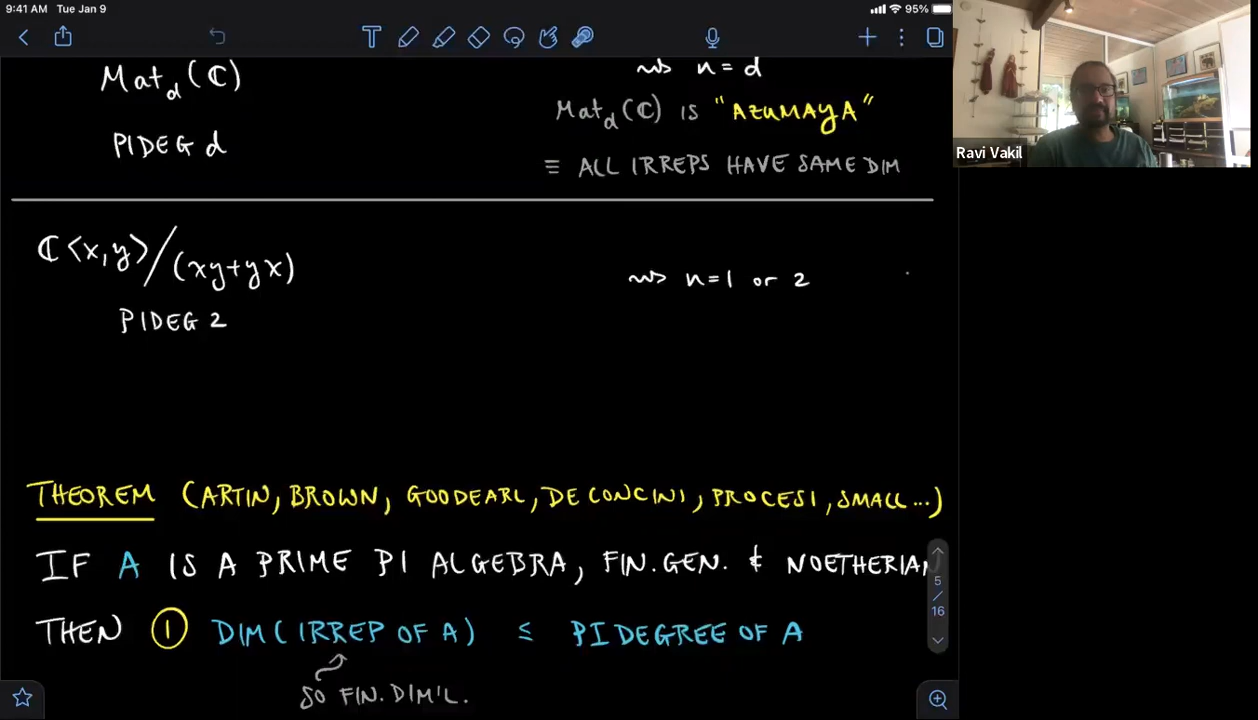 9:41 AM Tue Jan 9
95%
Mat_d(ℂ)
⇝ n = d
PIDEG d
Mat_d(ℂ) IS "AZUMAYA"
≡ ALL IRREPS HAVE SAME DIM
Ravi Vakil
ℂ<x,y>/(xy+yx)
⇝ n=1 or 2
PIDEG 2
THEOREM (ARTIN, BROWN, GOODEARL, DE CONCINI, PROCESI, SMALL...)
IF A IS A PRIME PI ALGEBRA, FIN. GEN. & NOETHERIAN
THEN ① DIM(IRREP OF A) ≤ PI DEGREE OF A
SO FIN. DIM'L.
5
/
16